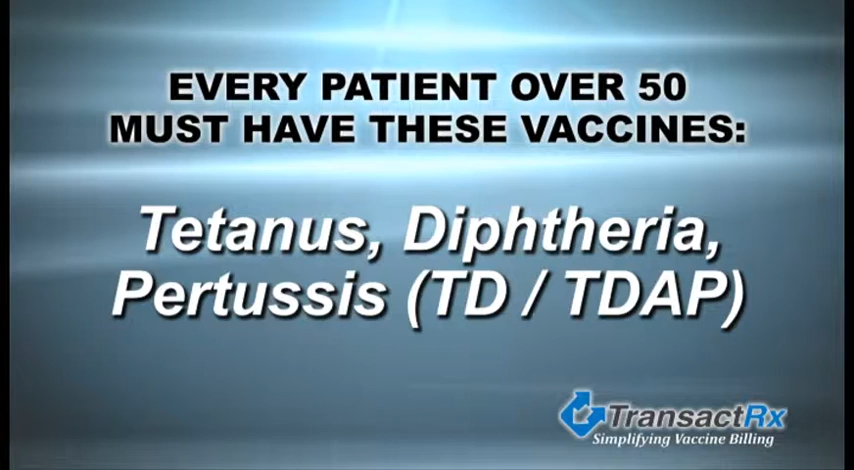 EVERY PATIENT OVER 50
MUST HAVE THESE VACCINES:
Tetanus, Diphtheria,
Pertussis (TD / TDAP)
TransactRx
Simplifying Vaccine Billing